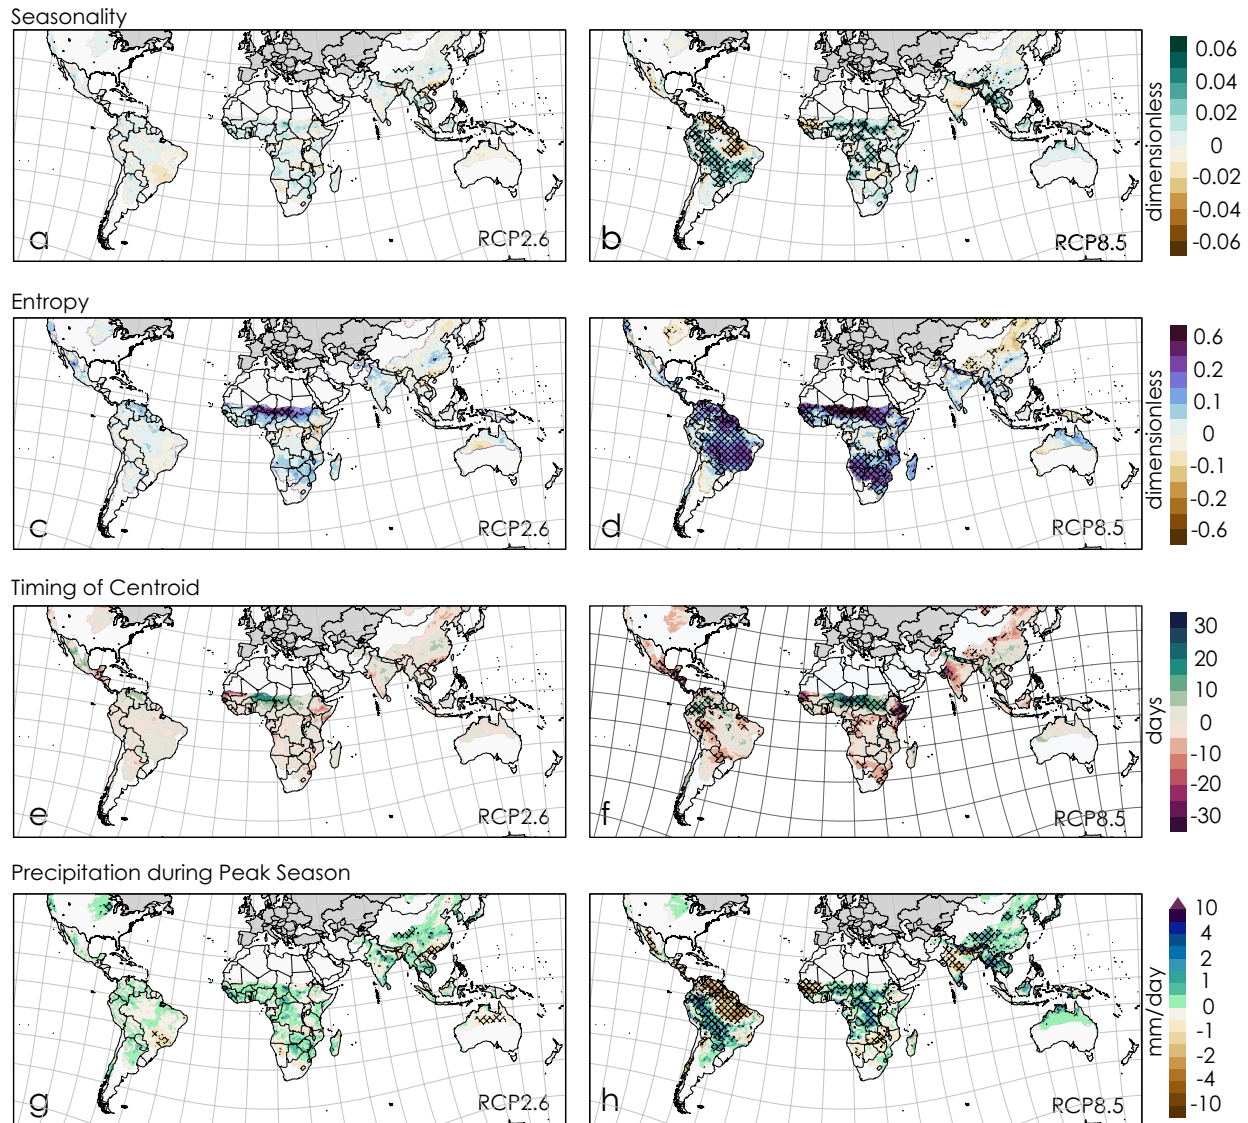 Seasonality
a
RCP2.6
b
RCP8.5
dimensionless
0.06
0.04
0.02
0
-0.02
-0.04
-0.06
Entropy
c
RCP2.6
d
RCP8.5
dimensionless
0.6
0.2
0.1
0
-0.1
-0.2
-0.6
Timing of Centroid
e
RCP2.6
f
RCP8.5
days
30
20
10
0
-10
-20
-30
Precipitation during Peak Season
g
RCP2.6
h
RCP8.5
mm/day
10
4
2
1
0
-1
-2
-4
-10